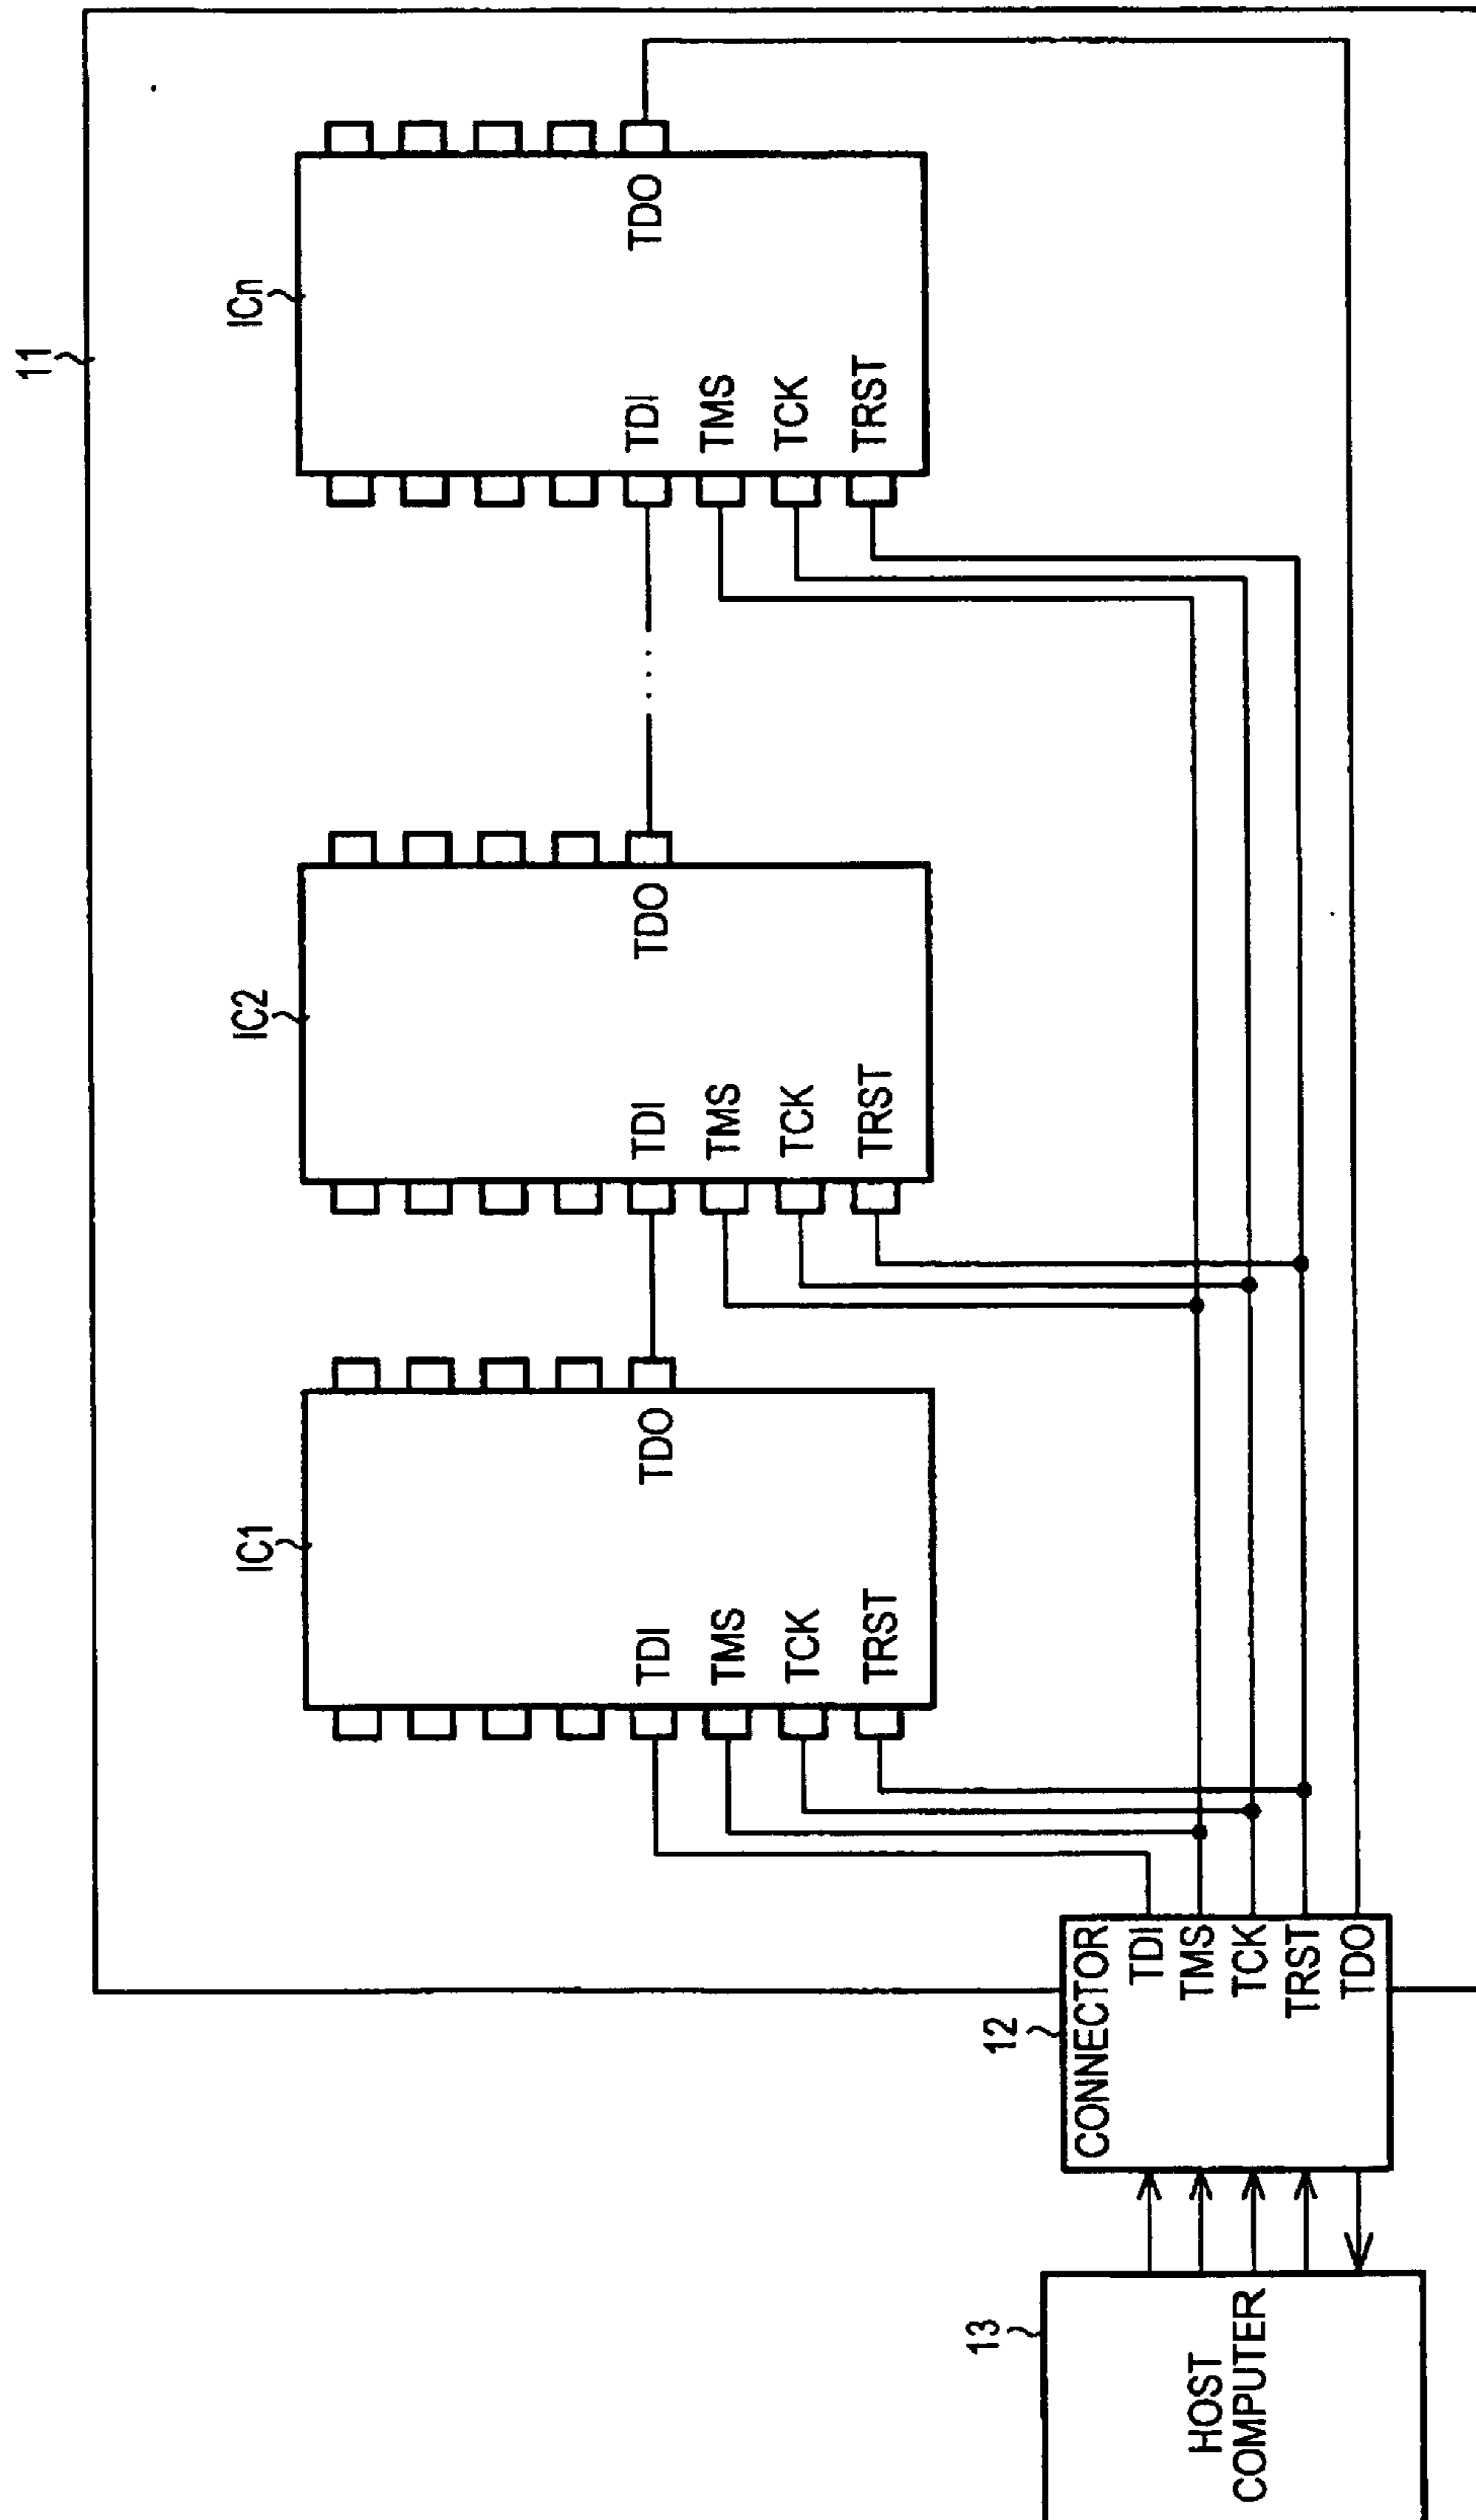 11
IC1
IC2
ICn
TDI
TDO
TMS
TCK
TRST
TDI
TDO
TMS
TCK
TRST
TDI
TDO
TMS
TCK
TRST
12
CONNECTOR
TDI
TMS
TCK
TRST
TDO
13
HOST
COMPUTER